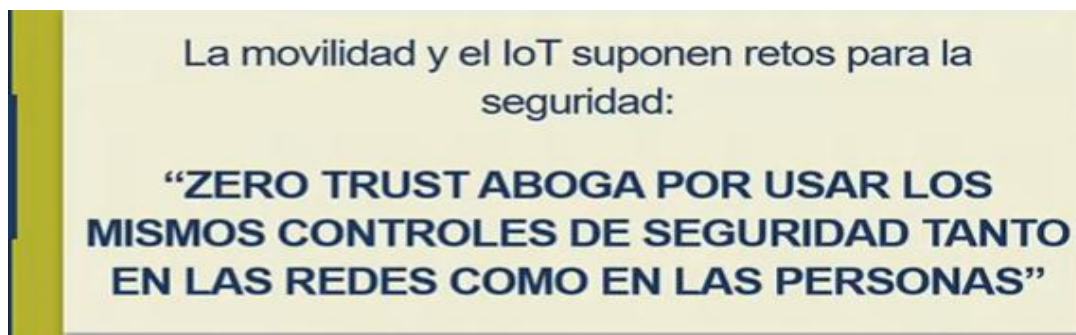 La movilidad y el IoT suponen retos para la
seguridad:
“ZERO TRUST ABOGA POR USAR LOS
MISMOS CONTROLES DE SEGURIDAD TANTO
EN LAS REDES COMO EN LAS PERSONAS”